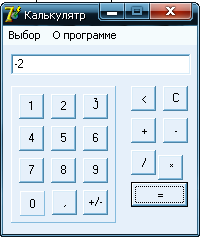 Калькулятр
Выбор О программе
-2
1 2 3 < C
4 5 6 + -
7 8 9 / *
0 , +/- =